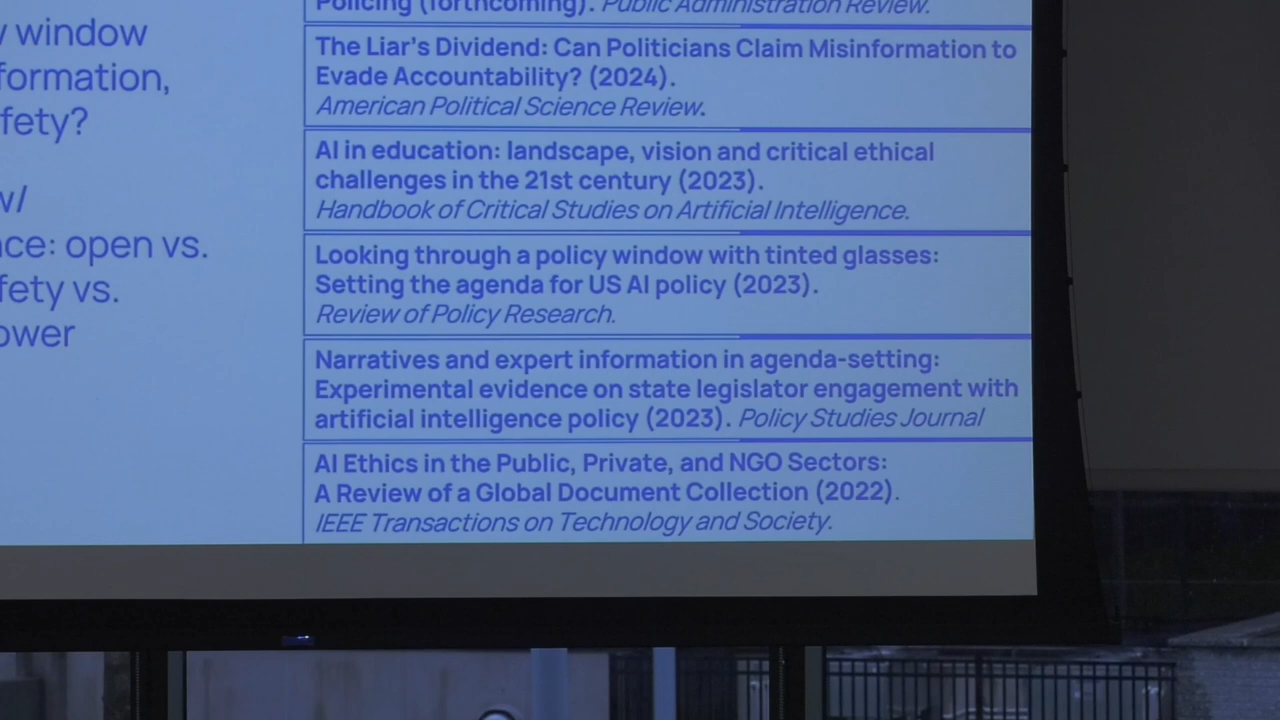 window
formation,
fety?
w/
nce: open vs.
fety vs.
ower
Policing (forthcoming). Public Administration Review.
The Liar's Dividend: Can Politicians Claim Misinformation to
Evade Accountability? (2024).
American Political Science Review.
AI in education: landscape, vision and critical ethical
challenges in the 21st century (2023).
Handbook of Critical Studies on Artificial Intelligence.
Looking through a policy window with tinted glasses:
Setting the agenda for US AI policy (2023).
Review of Policy Research.
Narratives and expert information in agenda-setting:
Experimental evidence on state legislator engagement with
artificial intelligence policy (2023). Policy Studies Journal
AI Ethics in the Public, Private, and NGO Sectors:
A Review of a Global Document Collection (2022).
IEEE Transactions on Technology and Society.